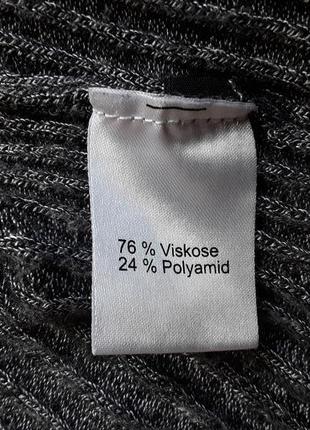 76 % Viskose
24 % Polyamid